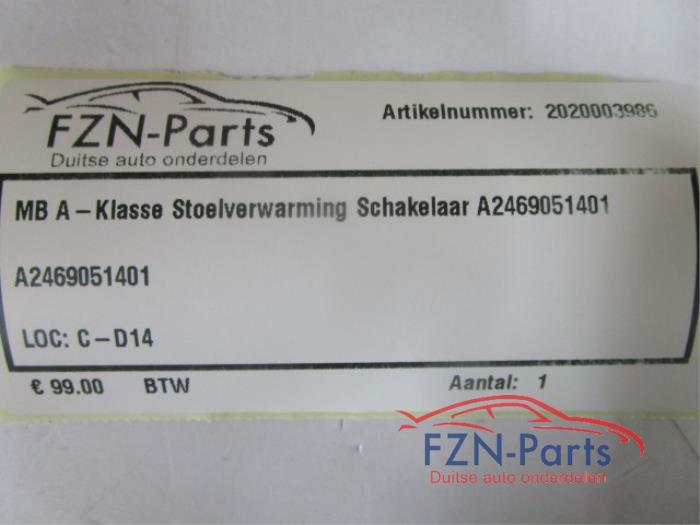 FZN-Parts
Duitse auto onderdelen
Artikelnummer: 2020003986
MB A-Klasse Stoelverwarming Schakelaar A2469051401
A2469051401
LOC: C-D14
€ 99.00 BTW Aantal: 1
FZN-Parts
Duitse auto onderdelen